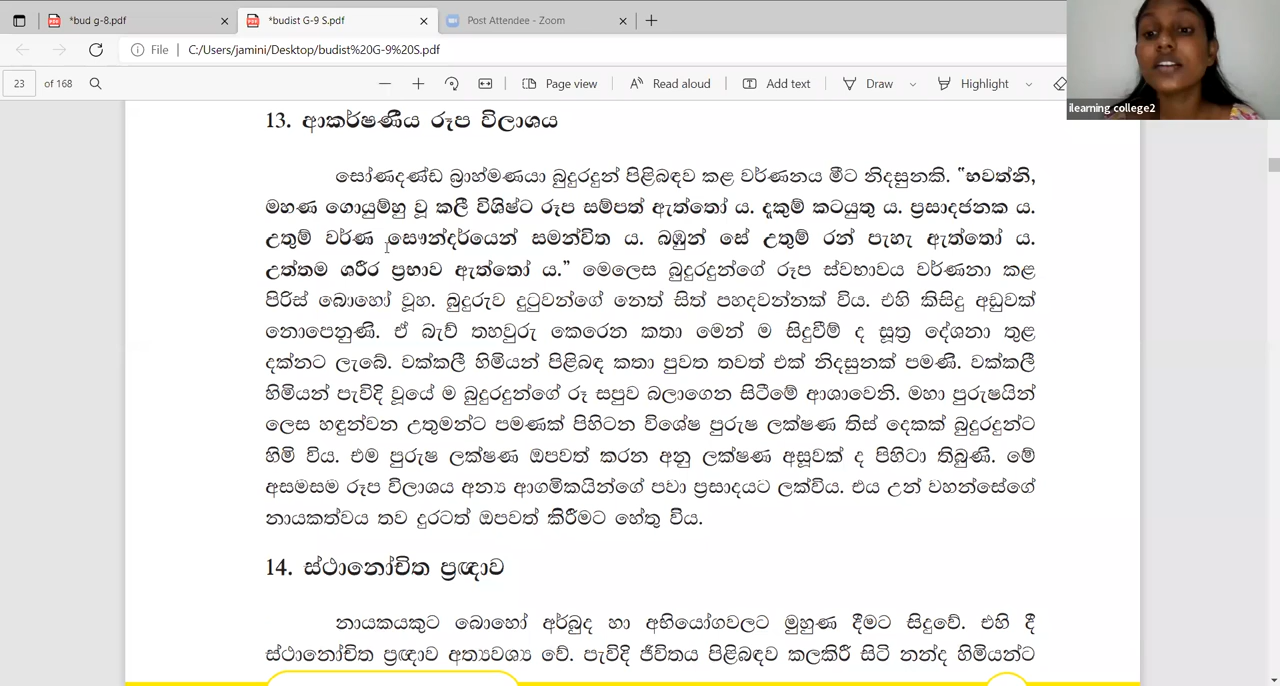 *bud g-8.pdf
*budist G-9 S.pdf
Post Attendee - Zoom
File
C:/Users/jamini/Desktop/budist%20G-9%20S.pdf
23 of 168
Page view
Read aloud
Add text
Draw
Highlight
ilearning college2
13. ආකර්ෂණීය රූප විලාශය
සෝණදණ්ඩ බ්‍රාහ්මණයා බුදුරදුන් පිළිබඳව කළ වර්ණනය මීට නිදසුනකි. “භවත්නි,
මහණ ගොයුම්හු වූ කලී විශිෂ්ට රූප සම්පත් ඇත්තෝ ය. දැකුම් කටයුතු ය. ප්‍රසාදජනක ය.
උතුම් වර්ණ සෞන්දර්යෙන් සමන්විත ය. බඹුන් සේ උතුම් රන් පැහැ ඇත්තෝ ය.
උත්තම ශරීර ප්‍රභාව ඇත්තෝ ය.” මෙලෙස බුදුරදුන්ගේ රූප ස්වභාවය වර්ණනා කළ
පිරිස් බොහෝ වූහ. බුදුරුව දුටුවන්ගේ නෙත් සිත් පහදවන්නක් විය. එහි කිසිදු අඩුවක්
නොපෙනුණි. ඒ බැව් තහවුරු කෙරෙන කතා මෙන් ම සිදුවීම් ද සූත්‍ර දේශනා තුළ
දක්නට ලැබේ. වක්කලී හිමියන් පිළිබඳ කතා පුවත තවත් එක් නිදසුනක් පමණි. වක්කලී
හිමියන් පැවිදි වූයේ ම බුදුරදුන්ගේ රූ සපුව බලාගෙන සිටීමේ ආශාවෙනි. මහා පුරුෂයින්
ලෙස හඳුන්වන උතුමන්ට පමණක් පිහිටන විශේෂ පුරුෂ ලක්ෂණ තිස් දෙකක් බුදුරදුන්ට
හිමි විය. එම පුරුෂ ලක්ෂණ ඔපවත් කරන අනු ලක්ෂණ අසූවක් ද පිහිටා තිබුණි. මේ
අසමසම රූප විලාශය අන්‍ය ආගමිකයින්ගේ පවා ප්‍රසාදයට ලක්විය. එය උන් වහන්සේගේ
නායකත්වය තව දුරටත් ඔපවත් කිරීමට හේතු විය.
14. ස්ථානෝචිත ප්‍රඥාව
නායකයකුට බොහෝ අර්බුද හා අභියෝගවලට මුහුණ දීමට සිදුවේ. එහි දී
ස්ථානෝචිත ප්‍රඥාව අත්‍යවශ්‍ය වේ. පැවිදි ජීවිතය පිළිබඳව කලකිරී සිටි නන්ද හිමියන්ට